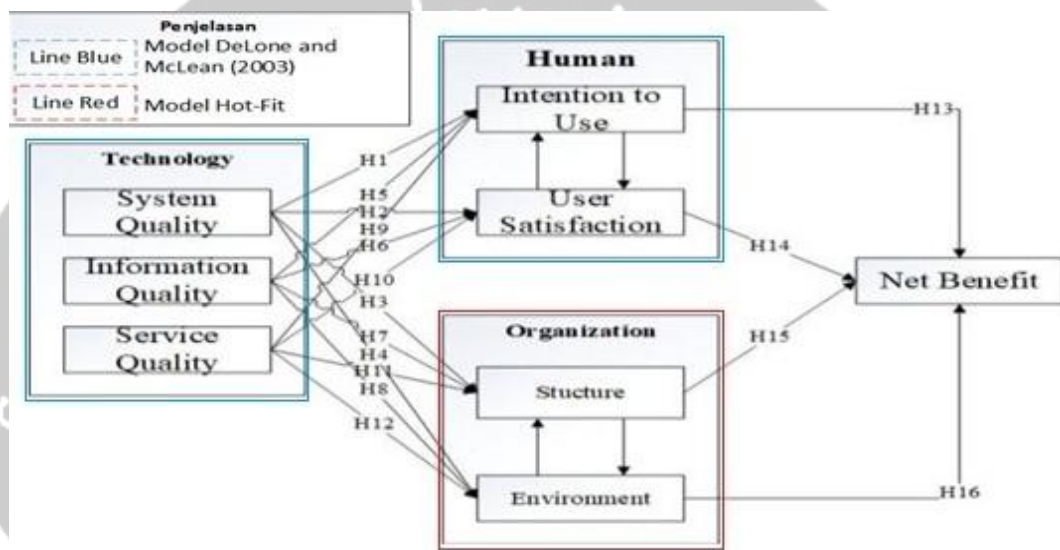 Penjelasan
Line Blue
Model DeLone and
McLean (2003)
Line Red
Model Hot-Fit
Technology
System
Quality
Information
Quality
Service
Quality
H1
H5
H2
H9
H6
H10
H3
H7
H4
H11
H8
H12
Human
Intention to
Use
User
Satisfaction
Organization
Stucture
Environment
H13
H14
H15
H16
Net Benefit